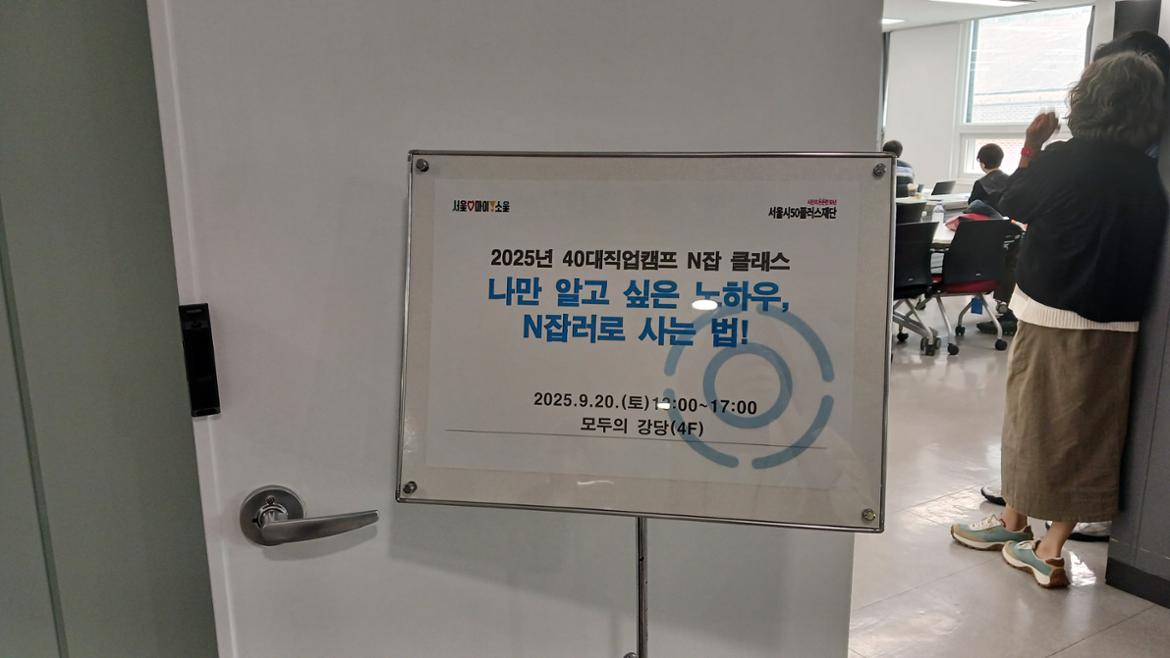 서울마이소울
서울시50플러스재단
2025년 40대직업캠프 N잡 클래스
나만 알고 싶은 노하우,
N잡러로 사는 법!
2025.9.20.(토) :00~17:00
모두의 강당(4F)